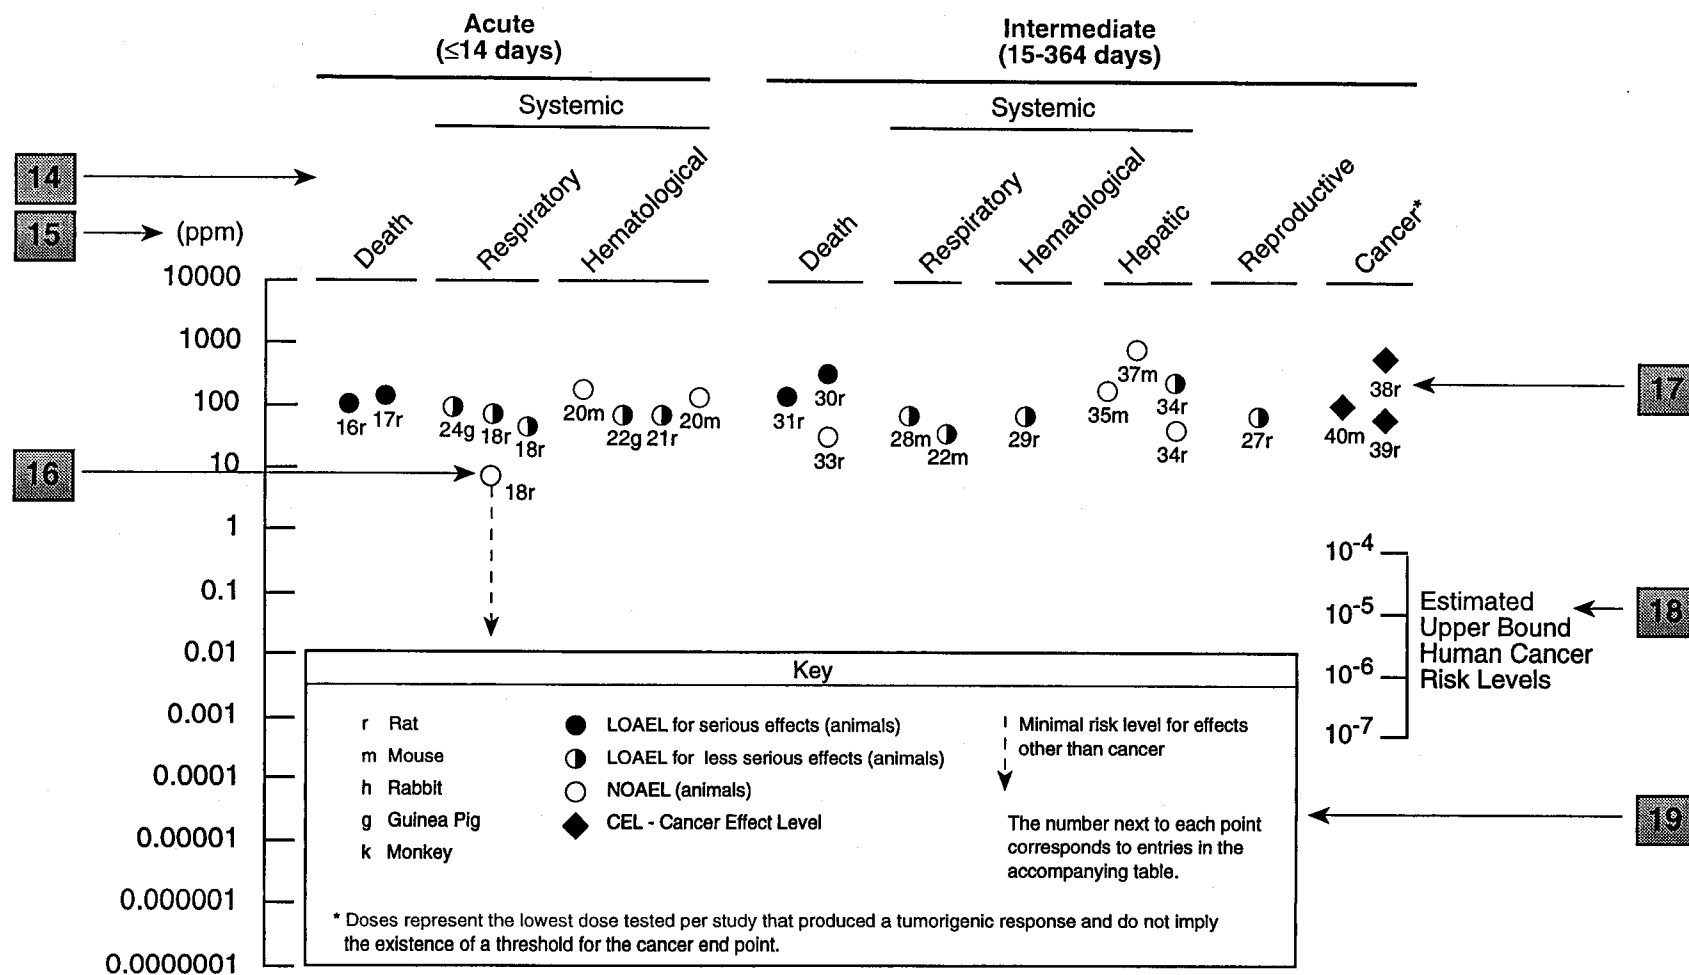 Acute
(≤14 days)
Intermediate
(15-364 days)
Systemic
Systemic
14
15
(ppm)
Death
Respiratory
Hematological
Death
Respiratory
Hematological
Hepatic
Reproductive
Cancer*
10000
1000
100
10
1
0.1
0.01
0.001
0.0001
0.00001
0.000001
0.0000001
16r
17r
24g
18r
18r
20m
22g
21r
20m
31r
30r
33r
28m
22m
29r
35m
37m
34r
34r
27r
40m
38r
39r
17
16
18r
10-4
10-5
10-6
10-7
Estimated
Upper Bound
Human Cancer
Risk Levels
18
Key
r Rat
m Mouse
h Rabbit
g Guinea Pig
k Monkey
LOAEL for serious effects (animals)
LOAEL for less serious effects (animals)
NOAEL (animals)
CEL - Cancer Effect Level
Minimal risk level for effects
other than cancer
The number next to each point
corresponds to entries in the
accompanying table.
19
* Doses represent the lowest dose tested per study that produced a tumorigenic response and do not imply
the existence of a threshold for the cancer end point.